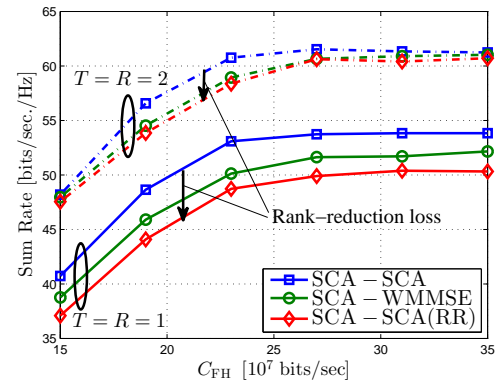 65
60
55
50
45
40
35
15
20
25
30
35
Sum Rate [bits/sec./Hz]
C_FH [10^7 bits/sec]
T = R = 2
Rank−reduction loss
T = R = 1
SCA − SCA
SCA − WMMSE
SCA − SCA(RR)